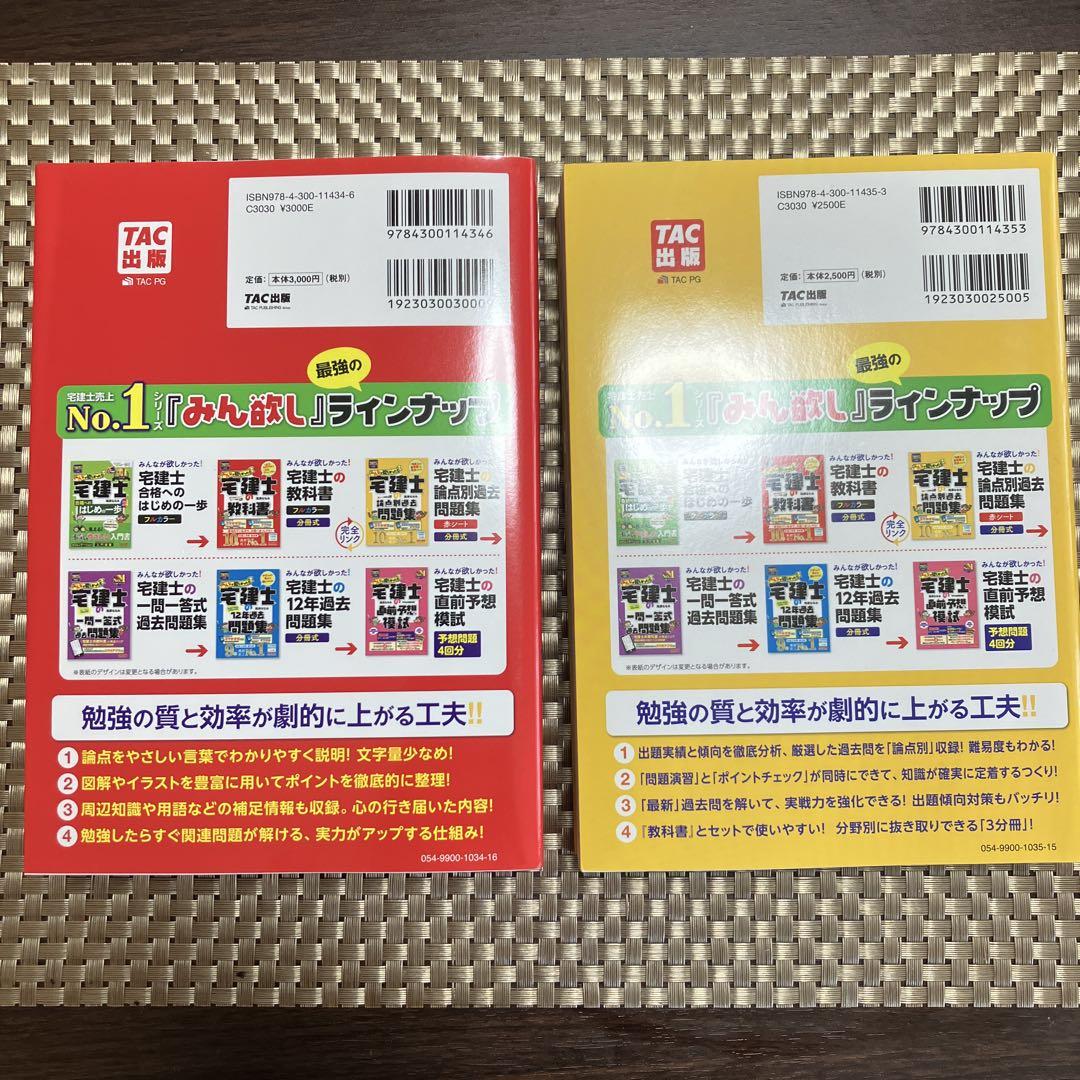 ISBN978-4-300-11434-6
C3030 ¥3000E
9784300114346
定価：本体3,000円（税別）
TAC出版
TAC PUBLISHING Group
TAC
出版
TAC PG
最強の
宅建士売上
No.1
シリーズ
『みん欲し』ラインナップ
みんなが欲しかった!
宅建士
合格への
はじめの一歩
フルカラー
みんなが欲しかった!
宅建士の
教科書
フルカラー
分冊式
完全
リンク
みんなが欲しかった!
宅建士の
論点別過去
問題集
赤シート
分冊式
みんなが欲しかった!
宅建士の
一問一答式
過去問題集
みんなが欲しかった!
宅建士の
12年過去
問題集
分冊式
みんなが欲しかった!
宅建士の
直前予想
模試
予想問題
4回分
※表紙のデザインは変更となる場合があります。
勉強の質と効率が劇的に上がる工夫!!
1 論点をやさしい言葉でわかりやすく説明! 文字量少なめ!
2 図解やイラストを豊富に用いてポイントを徹底的に整理!
3 周辺知識や用語などの補足情報も収録。心の行き届いた内容!
4 勉強したらすぐ関連問題が解ける、実力がアップする仕組み!
054-9900-1034-16
ISBN978-4-300-11435-3
C3030 ¥2500E
9784300114353
定価：本体2,500円（税別）
TAC出版
TAC PUBLISHING Group
1923030025005
TAC
出版
TAC PG
最強の
No.1
シリーズ
『みん欲し』ラインナップ
はじめの一歩
みんなが欲しかった!
宅建士の
教科書
フルカラー
分冊式
完全
リンク
みんなが欲しかった!
宅建士の
論点別過去
問題集
赤シート
分冊式
みんなが欲しかった!
宅建士の
一問一答式
過去問題集
みんなが欲しかった!
宅建士の
12年過去
問題集
分冊式
みんなが欲しかった!
宅建士の
直前予想
模試
予想問題
4回分
※表紙のデザインは変更となる場合があります。
勉強の質と効率が劇的に上がる工夫!!
1 出題実績と傾向を徹底分析、厳選した過去問を「論点別」収録! 難易度もわかる!
2 「問題演習」と「ポイントチェック」が同時にできて、知識が確実に定着するつくり!
3 「最新」過去問を解いて、実戦力を強化できる! 出題傾向対策もバッチリ!
4 『教科書』とセットで使いやすい! 分野別に抜き取りできる「3分冊」!
054-9900-1035-15